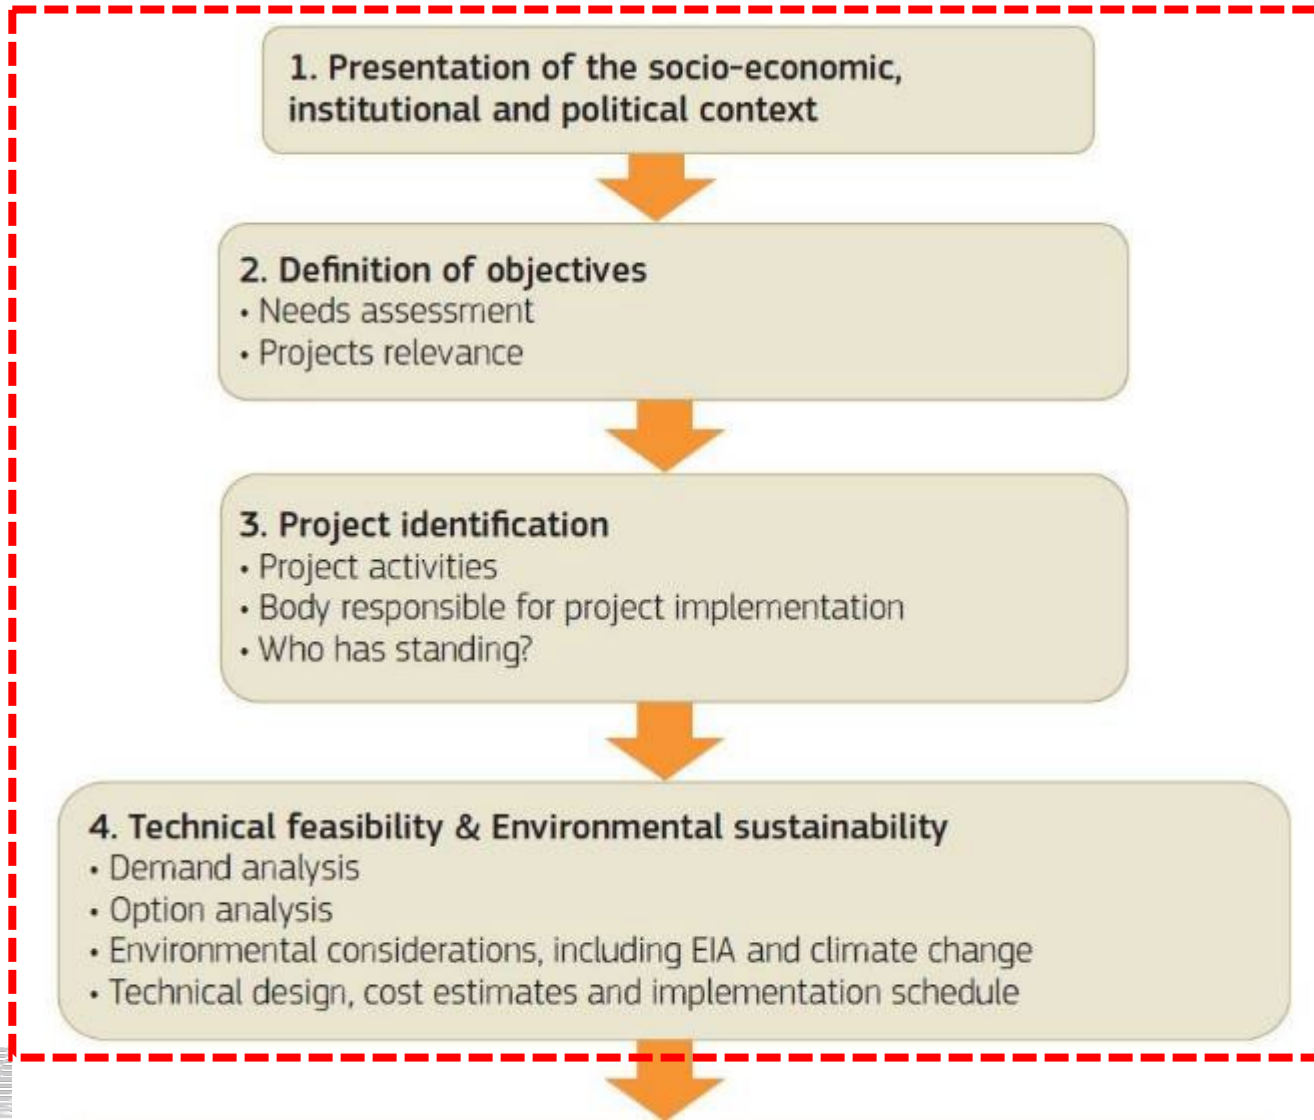 1. Presentation of the socio-economic,
institutional and political context
2. Definition of objectives
• Needs assessment
• Projects relevance
3. Project identification
• Project activities
• Body responsible for project implementation
• Who has standing?
4. Technical feasibility & Environmental sustainability
• Demand analysis
• Option analysis
• Environmental considerations, including EIA and climate change
• Technical design, cost estimates and implementation schedule